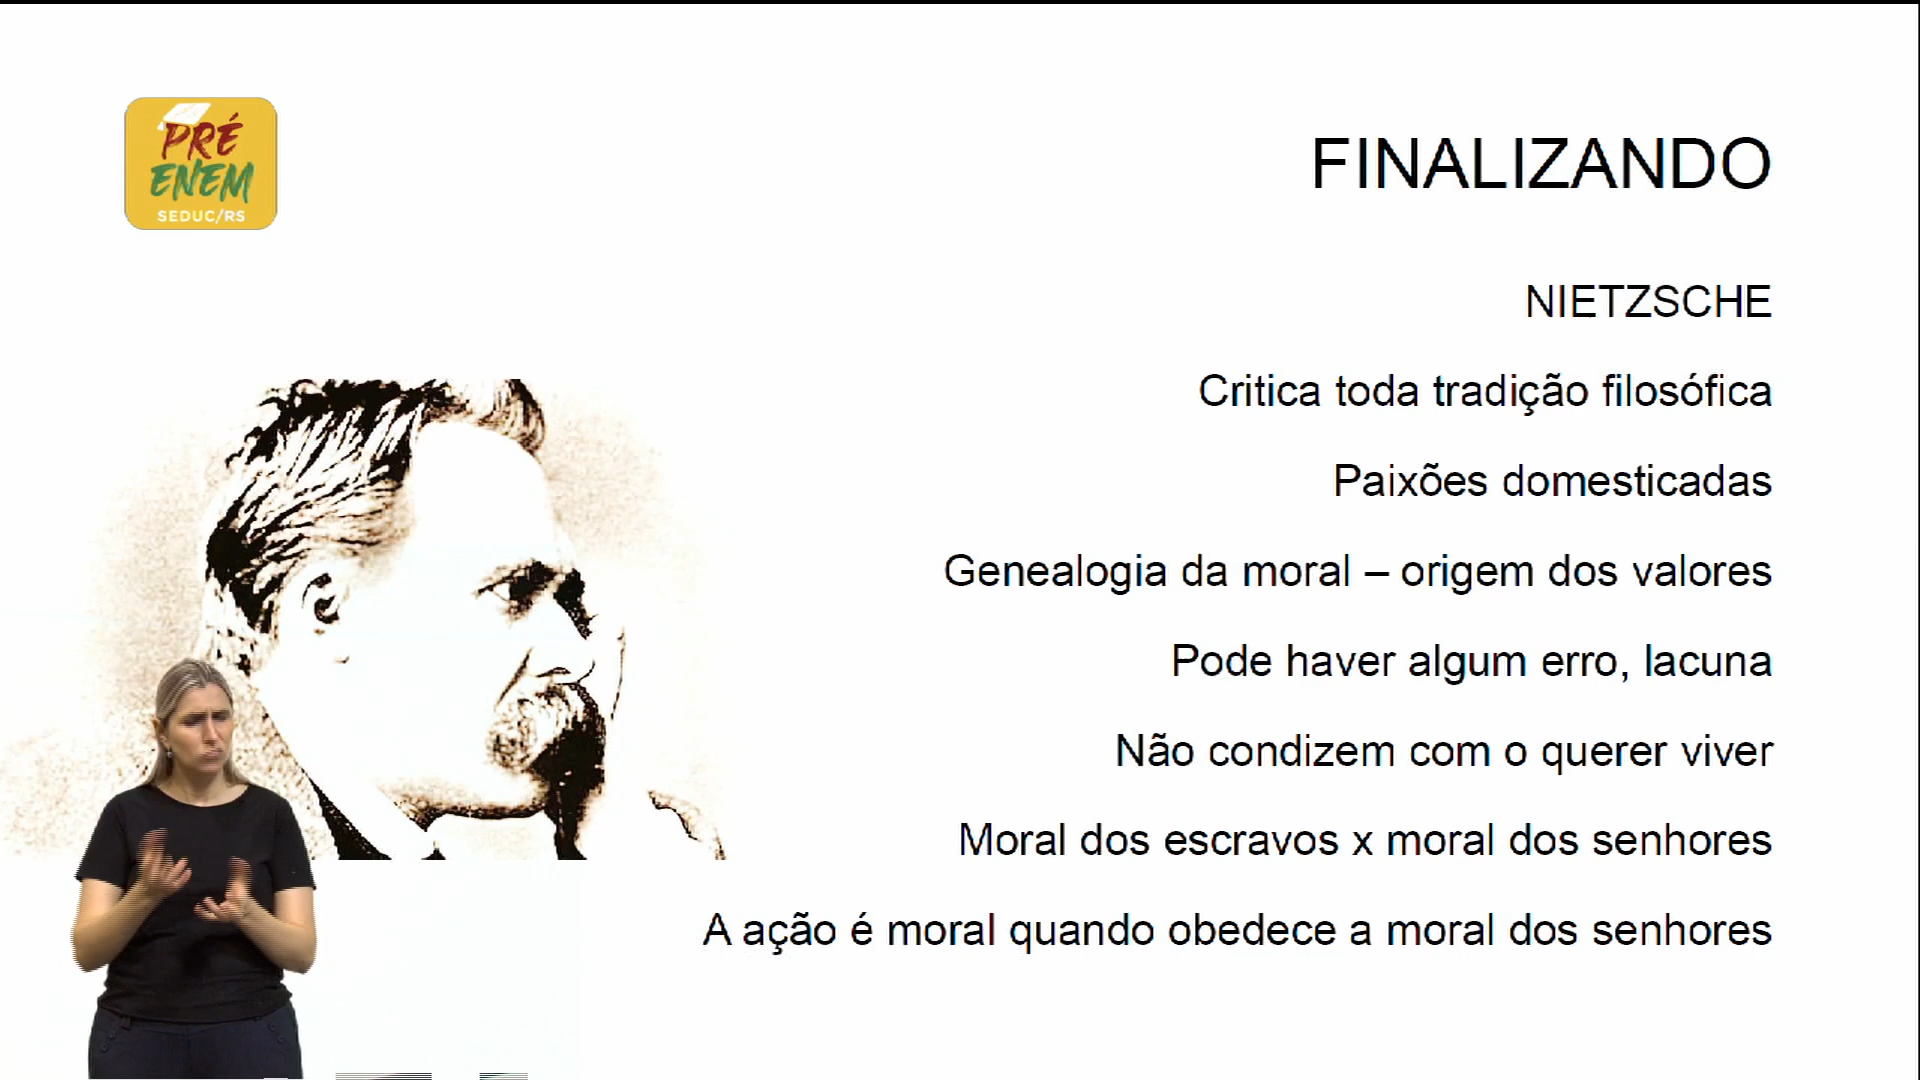 PRÉ
ENEM
SEDUC/RS
FINALIZANDO
NIETZSCHE
Critica toda tradição filosófica
Paixões domesticadas
Genealogia da moral – origem dos valores
Pode haver algum erro, lacuna
Não condizem com o querer viver
Moral dos escravos x moral dos senhores
A ação é moral quando obedece a moral dos senhores